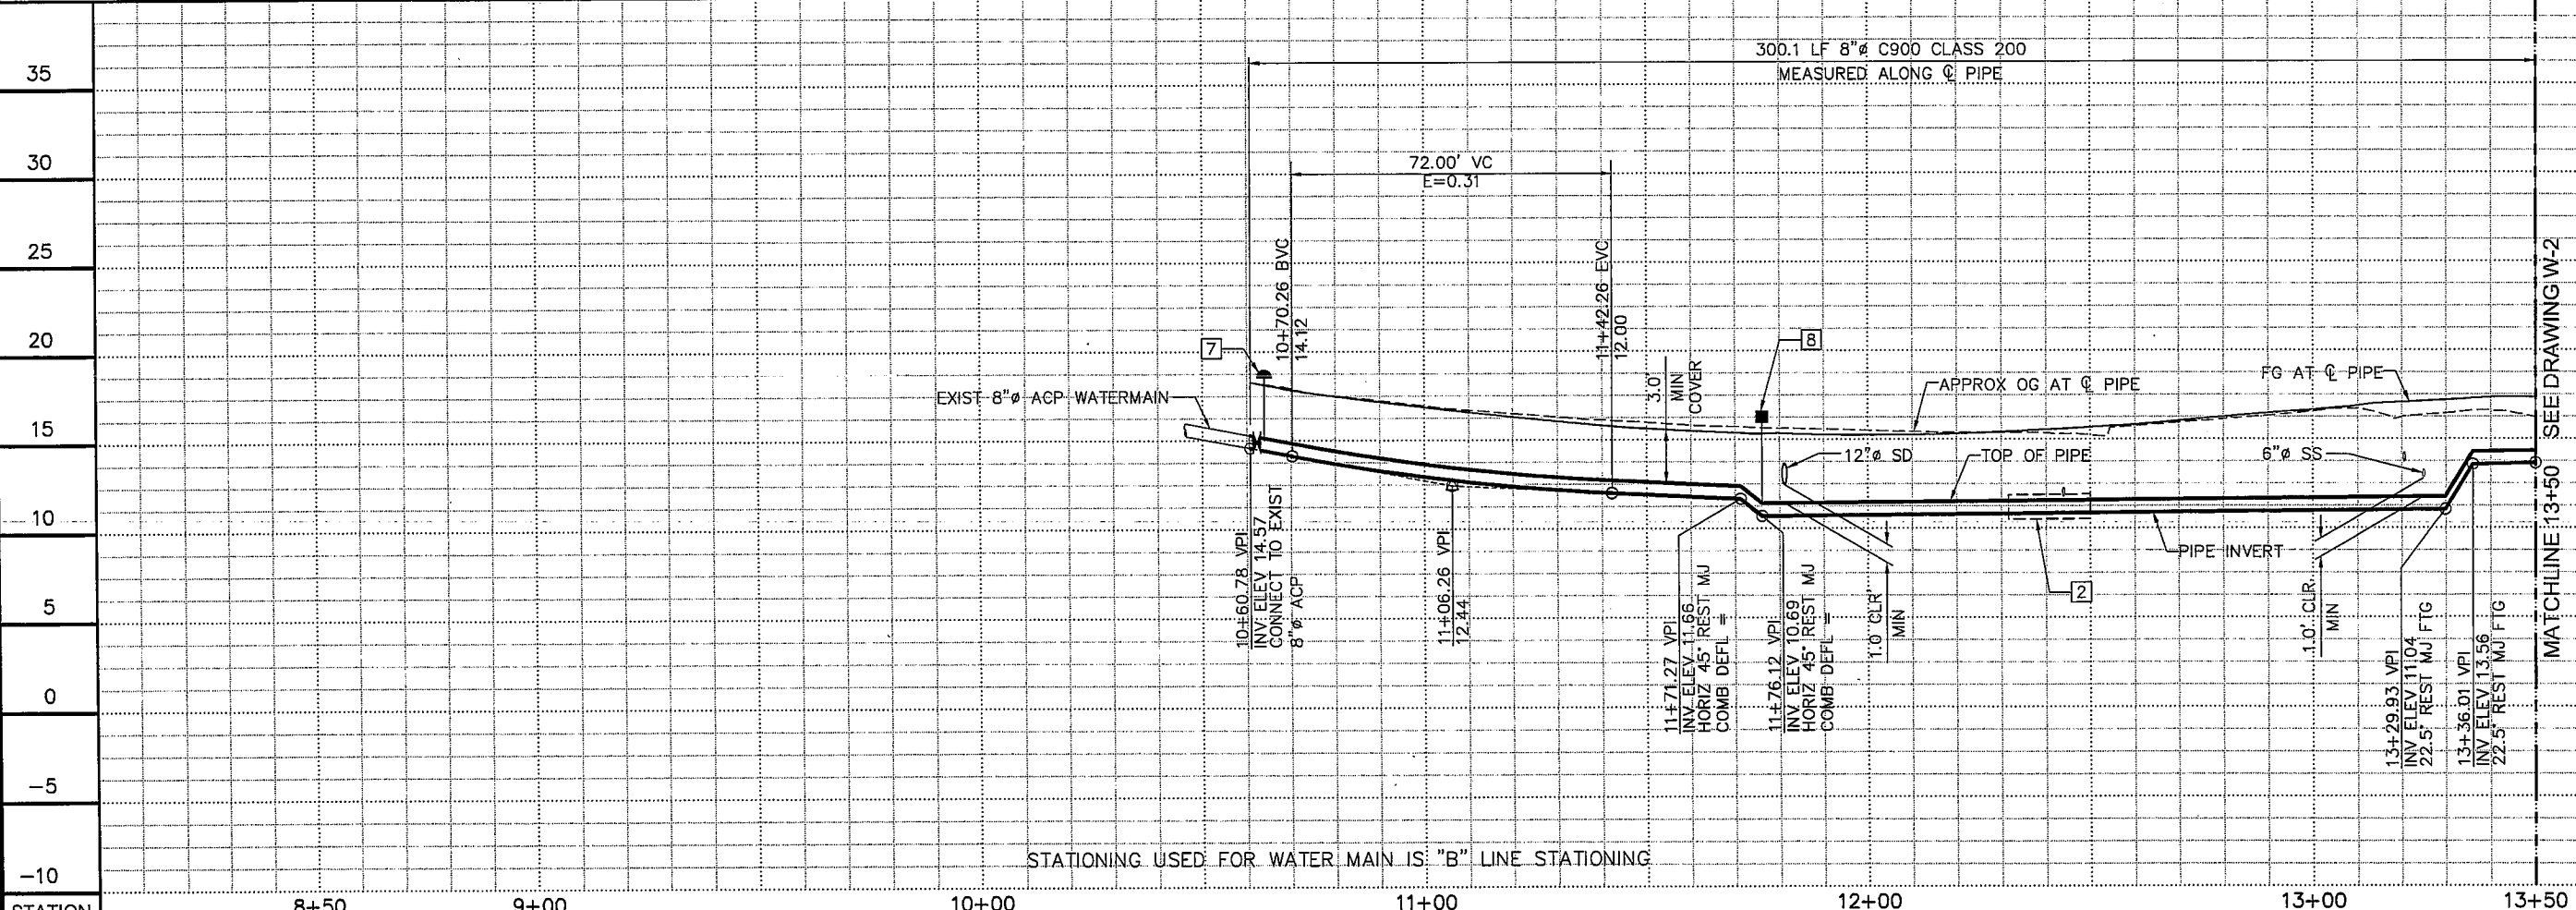 35
30
25
20
15
10
5
0
-5
-10
STATION
8+50
9+00
10+00
11+00
12+00
13+00
13+50
300.1 LF 8"ø C900 CLASS 200
MEASURED ALONG ℄ PIPE
72.00' VC
E=0.31
10+70.26 BVC
14.12
11+42.26 EVC
12.00
7
EXIST 8"ø ACP WATERMAIN
3.0'
MIN
COVER
8
APPROX OG AT ℄ PIPE
FG AT ℄ PIPE
12"ø SD
TOP OF PIPE
6"ø SS
PIPE INVERT
2
10+60.78 VPI
INV ELEV 14.57
CONNECT TO EXIST
8"ø ACP
11+06.26 VPI
12.44
11+71.27 VPI
INV ELEV 11.66
HORIZ 45° REST MJ
COMB DEFL =
11+76.12 VPI
INV ELEV 10.69
HORIZ 45° REST MJ
COMB DEFL =
1.0' CLR
MIN
1.0' CLR
MIN
13+29.93 VPI
INV ELEV 11.04
22.5° REST MJ FTG
13+36.01 VPI
INV ELEV 13.56
22.5° REST MJ FTG
MATCHLINE 13+50 SEE DRAWING W-2
STATIONING USED FOR WATER MAIN IS "B" LINE STATIONING